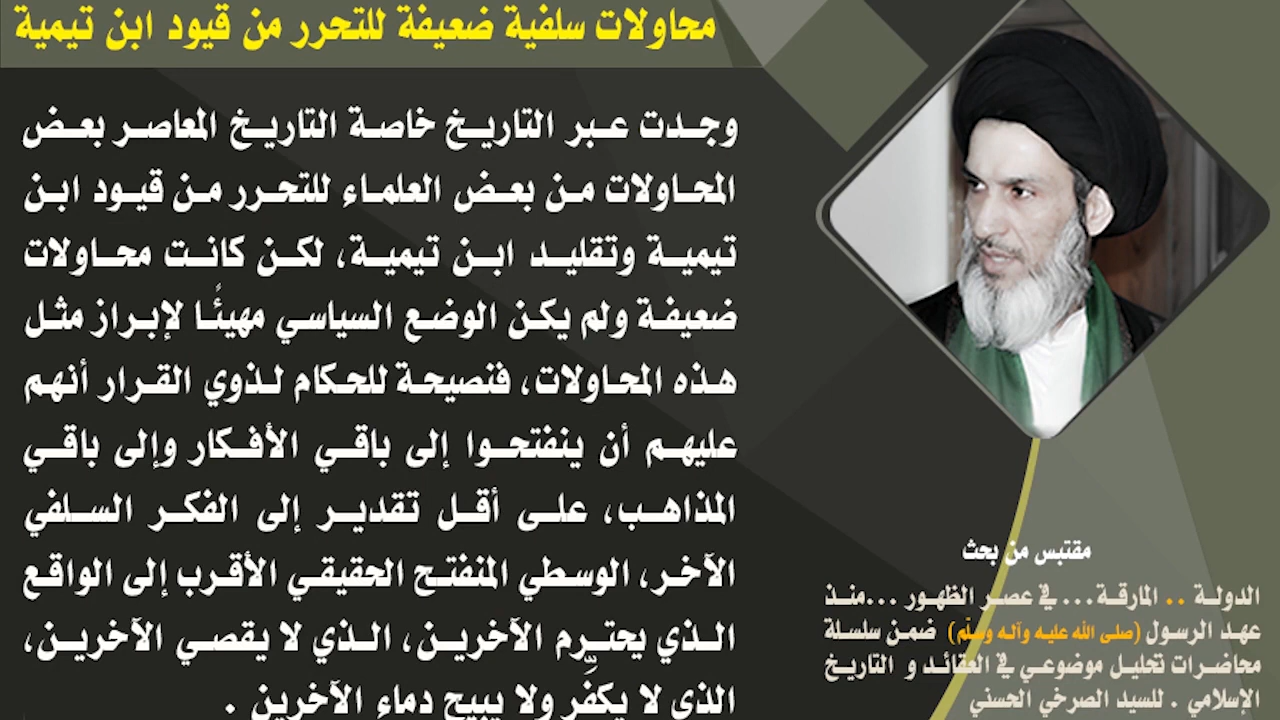 محاولات سلفية ضعيفة للتحرر من قيود ابن تيمية
وجدت عبر التاريخ خاصة التاريخ المعاصر بعض
المحاولات من بعض العلماء للتحرر من قيود ابن
تيمية وتقليد ابن تيمية، لكن كانت محاولات
ضعيفة ولم يكن الوضع السياسي مهيئًا لإبراز مثل
هذه المحاولات، فنصيحة للحكام لذوي القرار أنهم
عليهم أن ينفتحوا إلى باقي الأفكار وإلى باقي
المذاهب، على أقل تقدير إلى الفكر السلفي
الآخر، الوسطي المنفتح الحقيقي الأقرب إلى الواقع
الذي يحترم الآخرين، الذي لا يقصي الآخرين،
الذي لا يكفِّر ولا يبيح دماء الآخرين .
مقتبس من بحث
الدولة .. المارقة... في عصر الظهور ...منذ
عهد الرسول (صلى الله عليه وآله وسلّم) ضمن سلسلة
محاضرات تحليل موضوعي في العقائد و التاريخ
الإسلامي . للسيد الصرخي الحسني